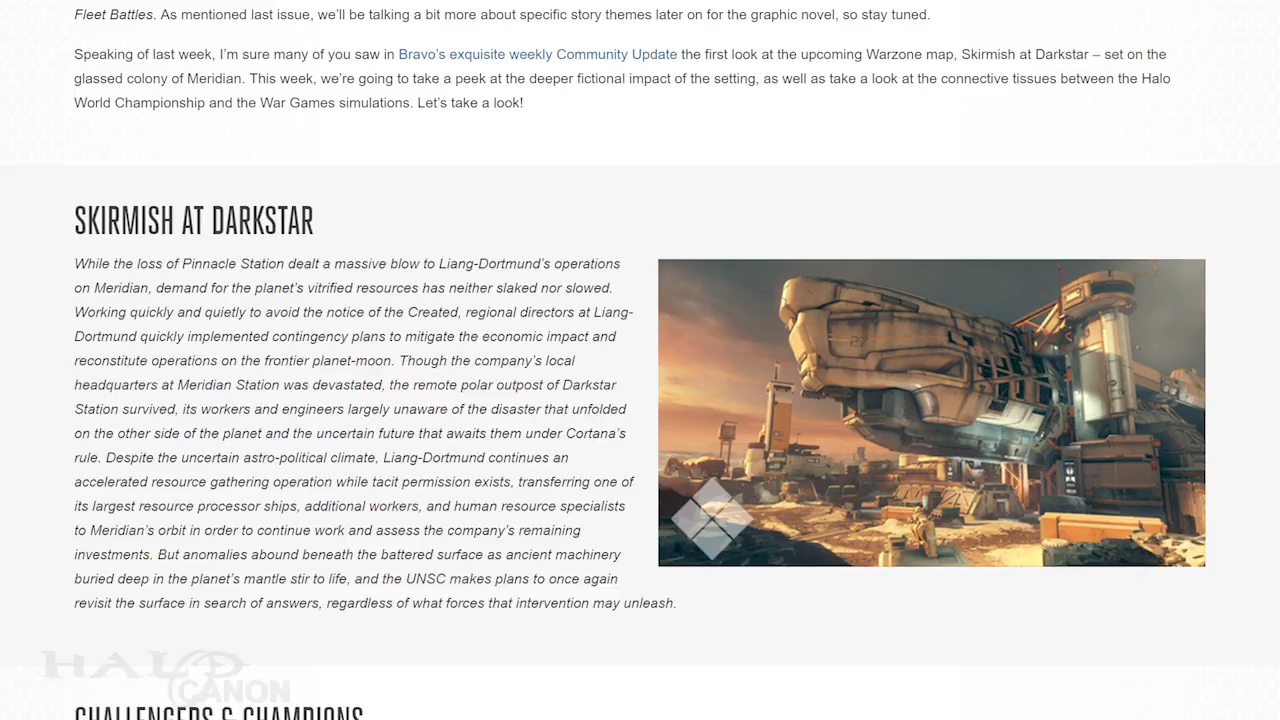 Fleet Battles. As mentioned last issue, we'll be talking a bit more about specific story themes later on for the graphic novel, so stay tuned.
Speaking of last week, I'm sure many of you saw in Bravo's exquisite weekly Community Update the first look at the upcoming Warzone map, Skirmish at Darkstar – set on the
glassed colony of Meridian. This week, we're going to take a peek at the deeper fictional impact of the setting, as well as take a look at the connective tissues between the Halo
World Championship and the War Games simulations. Let's take a look!
SKIRMISH AT DARKSTAR
While the loss of Pinnacle Station dealt a massive blow to Liang-Dortmund's operations
on Meridian, demand for the planet's vitrified resources has neither slaked nor slowed.
Working quickly and quietly to avoid the notice of the Created, regional directors at Liang-
Dortmund quickly implemented contingency plans to mitigate the economic impact and
reconstitute operations on the frontier planet-moon. Though the company's local
headquarters at Meridian Station was devastated, the remote polar outpost of Darkstar
Station survived, its workers and engineers largely unaware of the disaster that unfolded
on the other side of the planet and the uncertain future that awaits them under Cortana's
rule. Despite the uncertain astro-political climate, Liang-Dortmund continues an
accelerated resource gathering operation while tacit permission exists, transferring one of
its largest resource processor ships, additional workers, and human resource specialists
to Meridian's orbit in order to continue work and assess the company's remaining
investments. But anomalies abound beneath the battered surface as ancient machinery
buried deep in the planet's mantle stir to life, and the UNSC makes plans to once again
revisit the surface in search of answers, regardless of what forces that intervention may unleash.
HALO
CANON
CHALLENGERS & CHAMPIONS